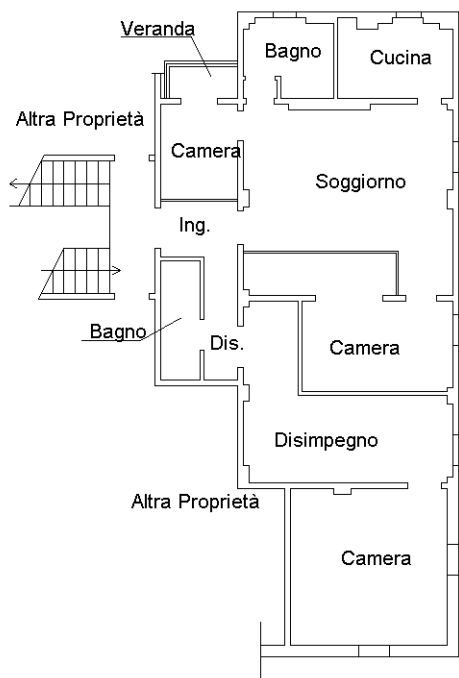 Veranda
Bagno
Cucina
Altra Proprietà
Camera
Soggiorno
Ing.
Bagno
Dis.
Camera
Disimpegno
Altra Proprietà
Camera